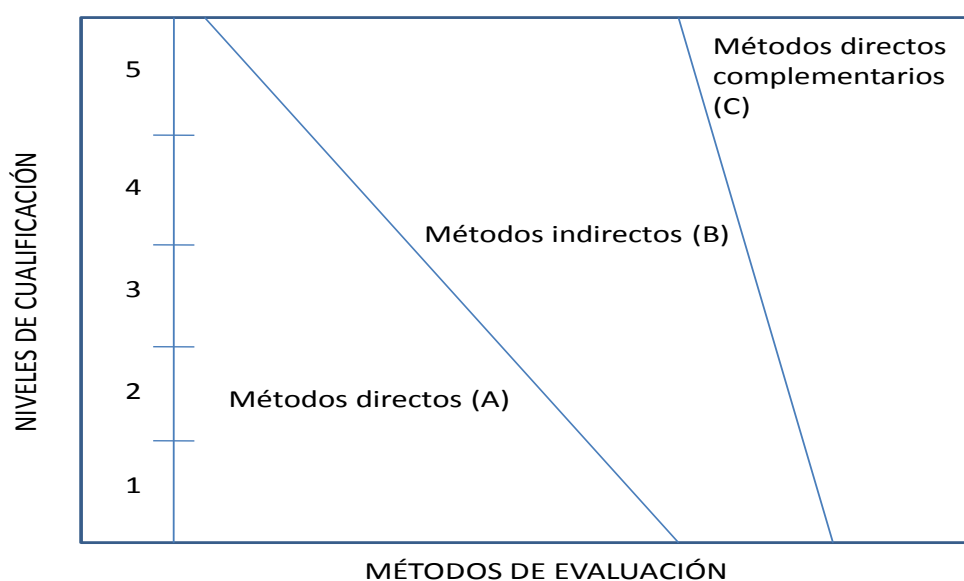 Métodos directos
complementarios
(C)
5
4
Métodos indirectos (B)
3
2
Métodos directos (A)
1
NIVELES DE CUALIFICACIÓN
MÉTODOS DE EVALUACIÓN